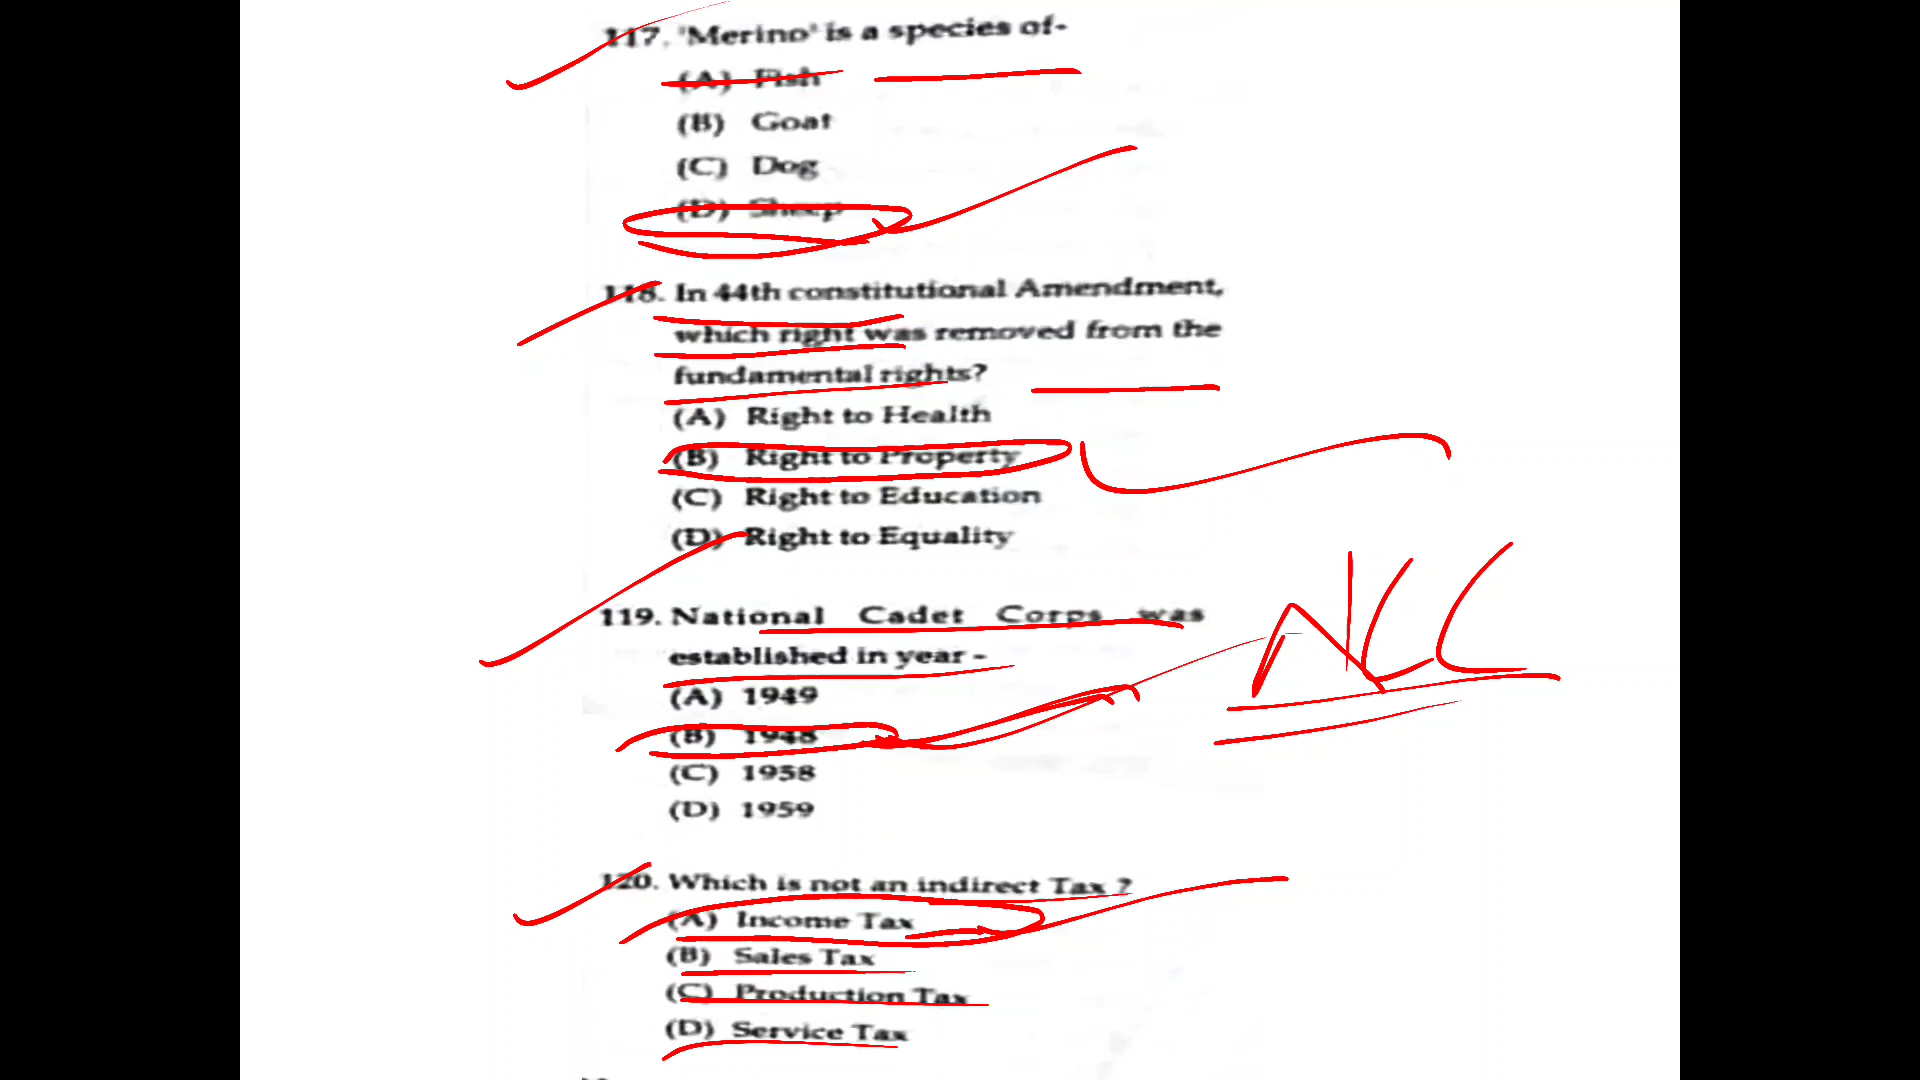 117. 'Merino' is a species of-
(A) Fish
(B) Goat
(C) Dog
(D) Sheep
118. In 44th constitutional Amendment,
which right was removed from the
fundamental rights?
(A) Right to Health
(B) Right to Property
(C) Right to Education
(D) Right to Equality
119. National Cadet Corps was
established in year -
(A) 1949
(B) 1948
(C) 1958
(D) 1959
NCC
120. Which is not an indirect Tax ?
(A) Income Tax
(B) Sales Tax
(C) Production Tax
(D) Service Tax